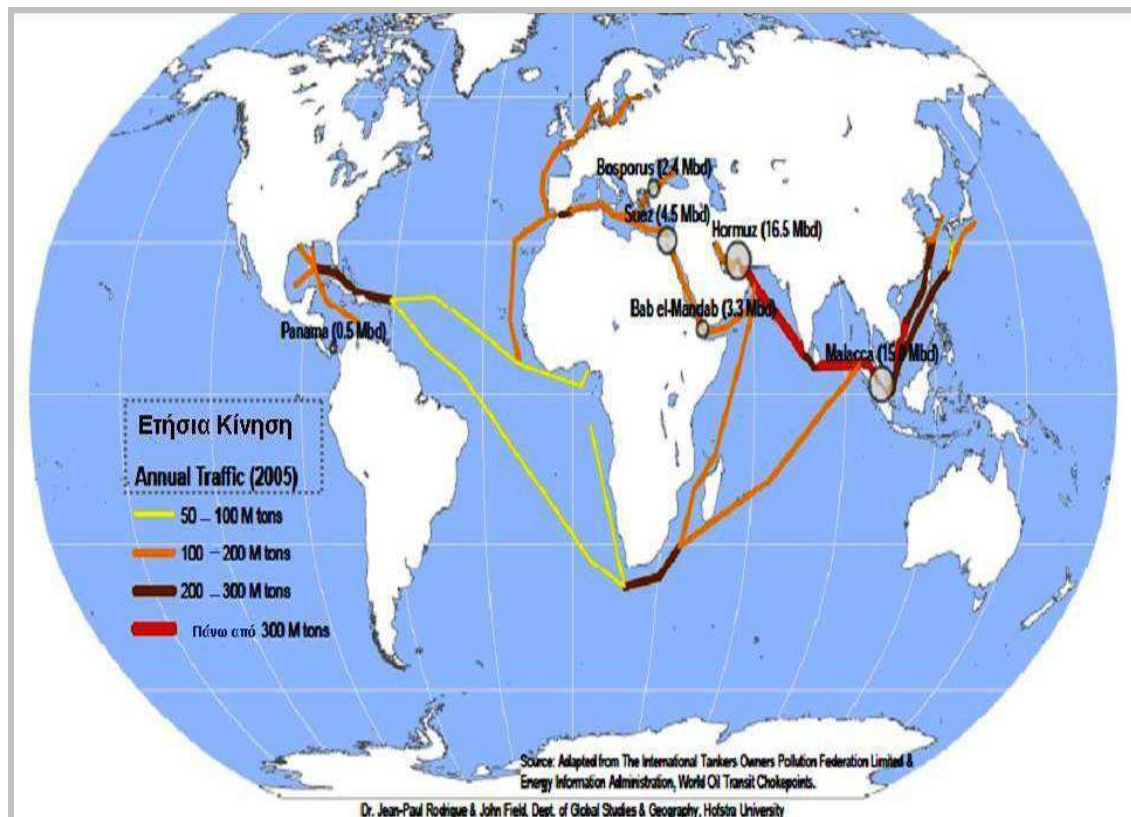 Bosporus (2.4 Mbd)
Suez (4.5 Mbd)
Hormuz (16.5 Mbd)
Bab el-Mandab (3.3 Mbd)
Panama (0.5 Mbd)
Malacca Mbd)
Ετήσια Κίνηση
Annual Traffic (2005)
50 – 100 M tons
100 – 200 M tons
200 – 300 M tons
Πάνω από 300 M tons
Source: Adapted from The International Tankers Owners Pollution Federation Limited &
Energy Information Administration, World Oil Transit Chokepoints.
Dr. Jean-Paul Rodrigue & John Field, Dept. of Global Studies & Geography, Hofstra University